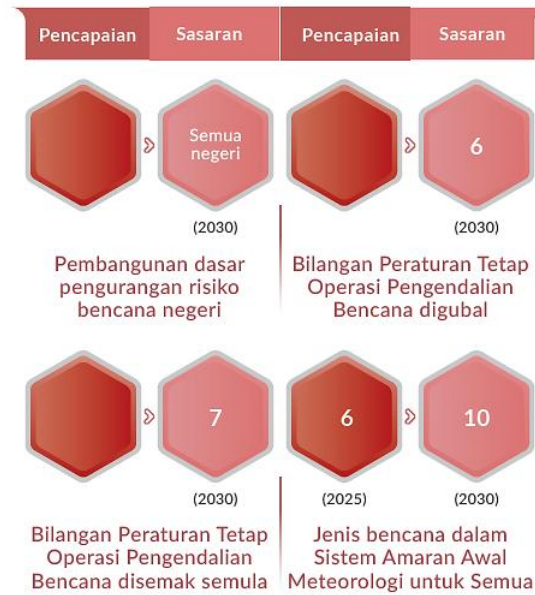 Pencapaian Sasaran Pencapaian Sasaran
Semua
negeri
(2030)
Pembangunan dasar
pengurangan risiko
bencana negeri
6
(2030)
Bilangan Peraturan Tetap
Operasi Pengendalian
Bencana digubal
7
(2030)
Bilangan Peraturan Tetap
Operasi Pengendalian
Bencana disemak semula
6 10
(2025) (2030)
Jenis bencana dalam
Sistem Amaran Awal
Meteorologi untuk Semua